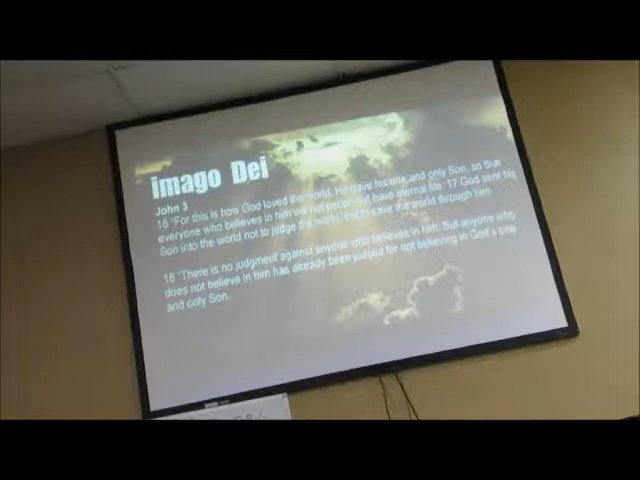 imago Dei
John 3
16 “For this is how God loved the world. He gave his one and only Son, so that
everyone who believes in him will not perish but have eternal life. 17 God sent his
Son into the world not to judge the world, but to save the world through him.
18 “There is no judgment against anyone who believes in him. But anyone who
does not believe in him has already been judged for not believing in God's one
and only Son.